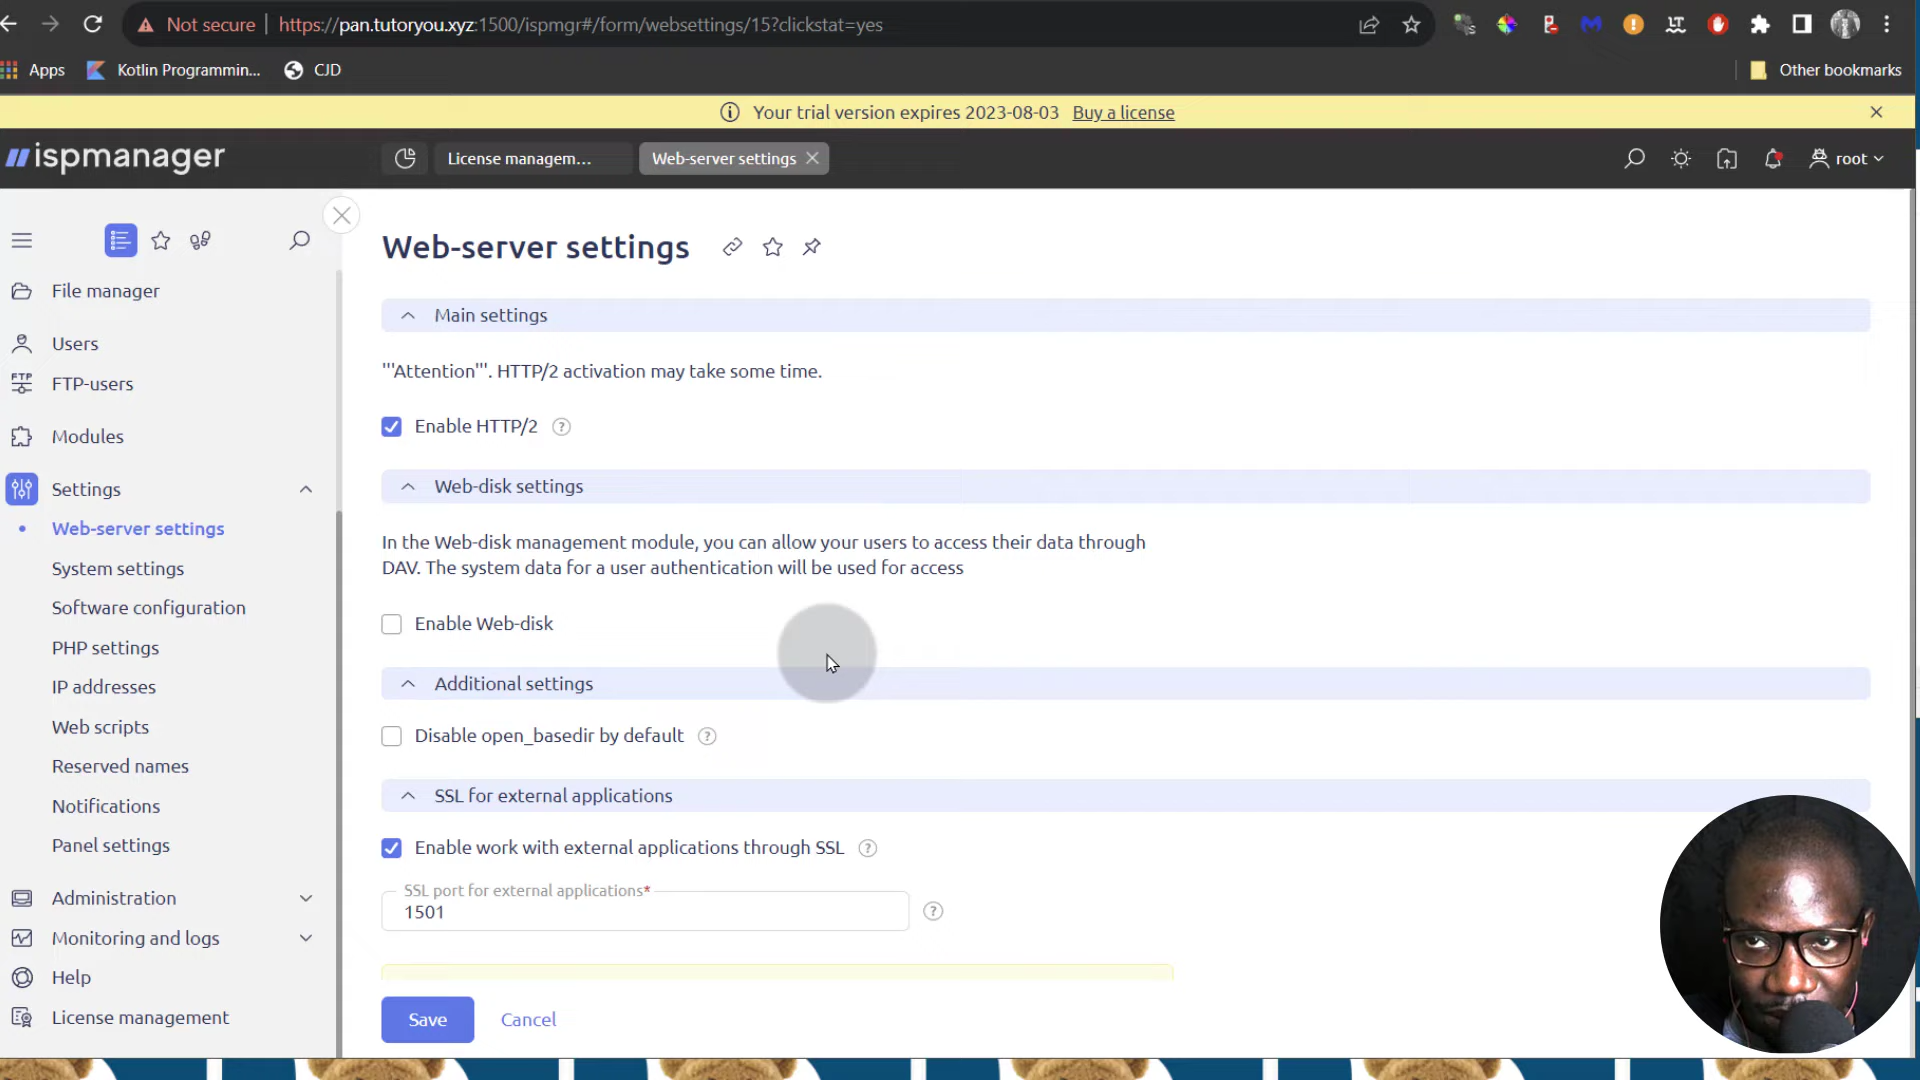 Not secure
https://pan.tutoryou.xyz:1500/ispmgr#/form/websettings/15?clickstat=yes
Apps
Kotlin Programmin...
CJD
Other bookmarks
Your trial version expires 2023-08-03 Buy a license
ispmanager
License managem...
Web-server settings
root
File manager
Users
FTP
FTP-users
Modules
Settings
Web-server settings
System settings
Software configuration
PHP settings
IP addresses
Web scripts
Reserved names
Notifications
Panel settings
Administration
Monitoring and logs
Help
License management
Web-server settings
Main settings
'''Attention'''. HTTP/2 activation may take some time.
Enable HTTP/2
Web-disk settings
In the Web-disk management module, you can allow your users to access their data through
DAV. The system data for a user authentication will be used for access
Enable Web-disk
Additional settings
Disable open_basedir by default
SSL for external applications
Enable work with external applications through SSL
SSL port for external applications*
1501
Save
Cancel